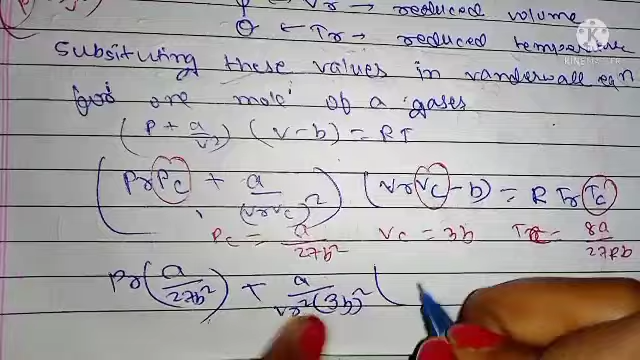 Vr → reduced volume
θ ← Tr → reduced temperature
Subsituting these values in vanderwall eqn
for one mole of a gases
(P + a/v²) (v-b) = RT
(PrPc + a/(VrVc)²) (VrVc - b) = R Tr Tc
Pc = a/27b² Vc = 3b Tc = 8a/27Rb
Pr(a/27b²) + a/Vr²(3b)² (